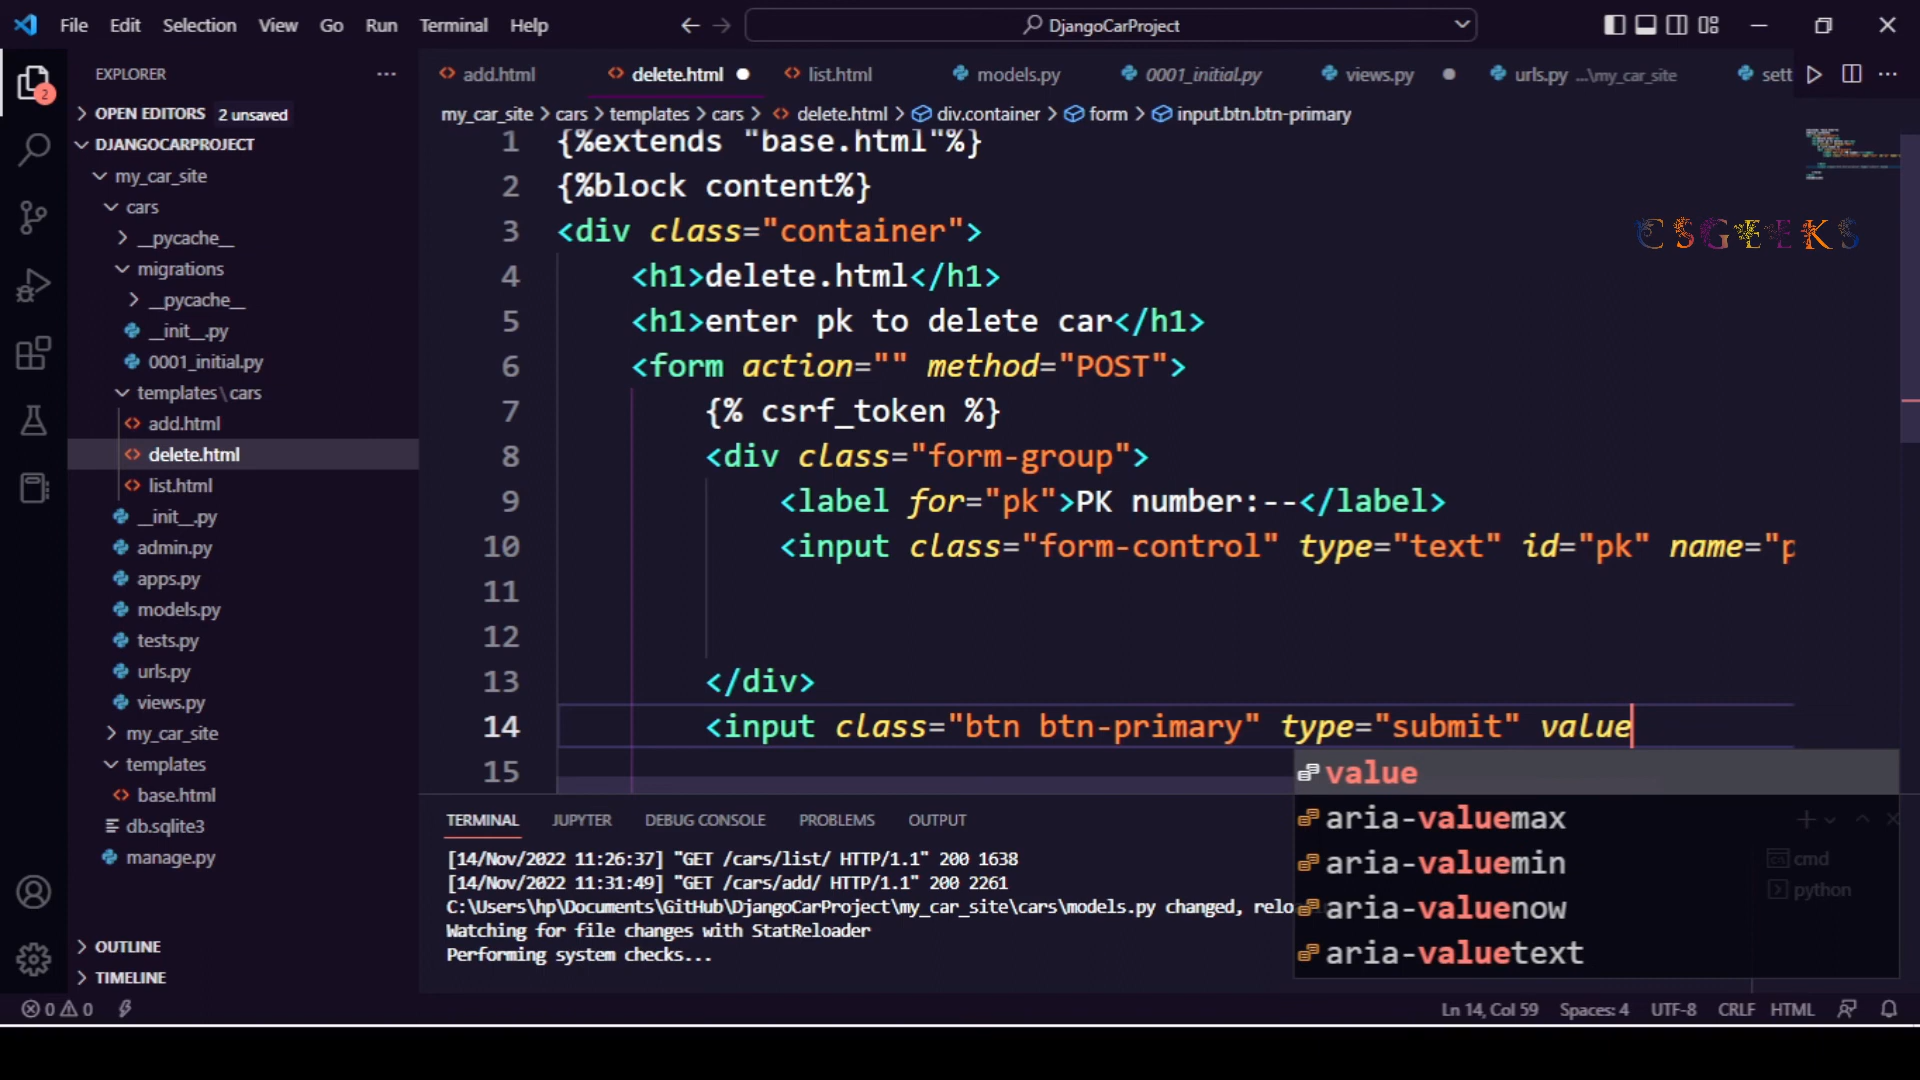 File Edit Selection View Go Run Terminal Help
DjangoCarProject
EXPLORER
OPEN EDITORS 2 unsaved
DJANGOCARPROJECT
my_car_site
cars
__pycache__
migrations
__pycache__
__init__.py
0001_initial.py
templates\cars
add.html
delete.html
list.html
__init__.py
admin.py
apps.py
models.py
tests.py
urls.py
views.py
my_car_site
templates
base.html
db.sqlite3
manage.py
OUTLINE
TIMELINE
2
add.html delete.html list.html models.py 0001_initial.py views.py urls.py ...\my_car_site sett
my_car_site > cars > templates > cars > delete.html > div.container > form > input.btn.btn-primary
1 {%extends "base.html"%}
2 {%block content%}
3 <div class="container">
4 <h1>delete.html</h1>
5 <h1>enter pk to delete car</h1>
6 <form action="" method="POST">
7 {% csrf_token %}
8 <div class="form-group">
9 <label for="pk">PK number:--</label>
10 <input class="form-control" type="text" id="pk" name="p
11
12
13 </div>
14 <input class="btn btn-primary" type="submit" value
15
CSGEEKS
value
aria-valuemax
aria-valuemin
aria-valuenow
aria-valuetext
TERMINAL JUPYTER DEBUG CONSOLE PROBLEMS OUTPUT
[14/Nov/2022 11:26:37] "GET /cars/list/ HTTP/1.1" 200 1638
[14/Nov/2022 11:31:49] "GET /cars/add/ HTTP/1.1" 200 2261
C:\Users\hp\Documents\GitHub\DjangoCarProject\my_car_site\cars\models.py changed, relo
Watching for file changes with StatReloader
Performing system checks...
cmd
python
0 0
Ln 14, Col 59 Spaces: 4 UTF-8 CRLF HTML